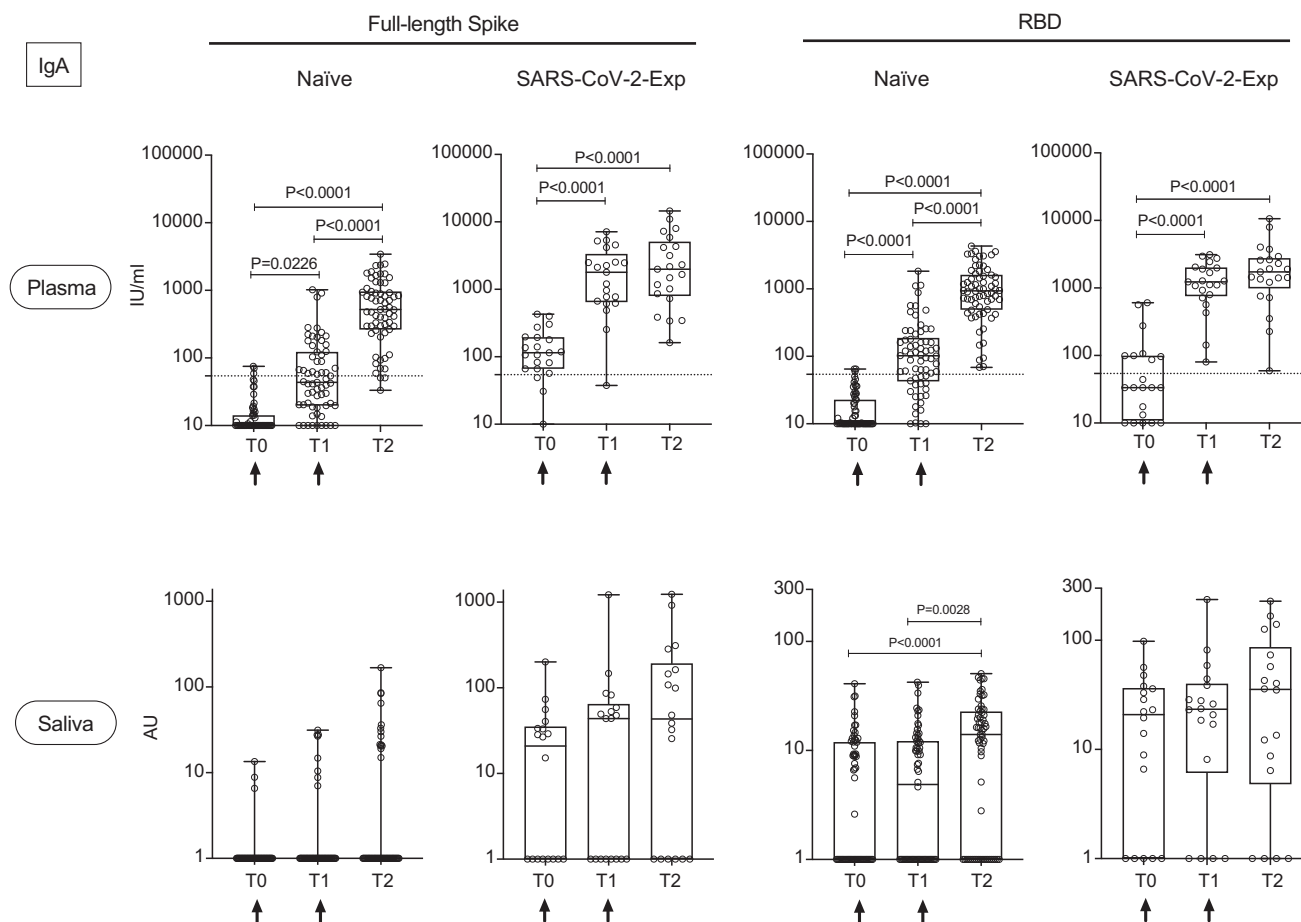 Full-length Spike
RBD
IgA
Naïve
SARS-CoV-2-Exp
Naïve
SARS-CoV-2-Exp
Plasma
IU/ml
100000
10000
1000
100
10
P<0.0001
P<0.0001
P=0.0226
T0 T1 T2
100000
10000
1000
100
10
P<0.0001
P<0.0001
T0 T1 T2
100000
10000
1000
100
10
P<0.0001
P<0.0001
P<0.0001
T0 T1 T2
100000
10000
1000
100
10
P<0.0001
P<0.0001
T0 T1 T2
Saliva
AU
1000
100
10
1
T0 T1 T2
1000
100
10
1
T0 T1 T2
300
100
10
1
P=0.0028
P<0.0001
T0 T1 T2
300
100
10
1
T0 T1 T2